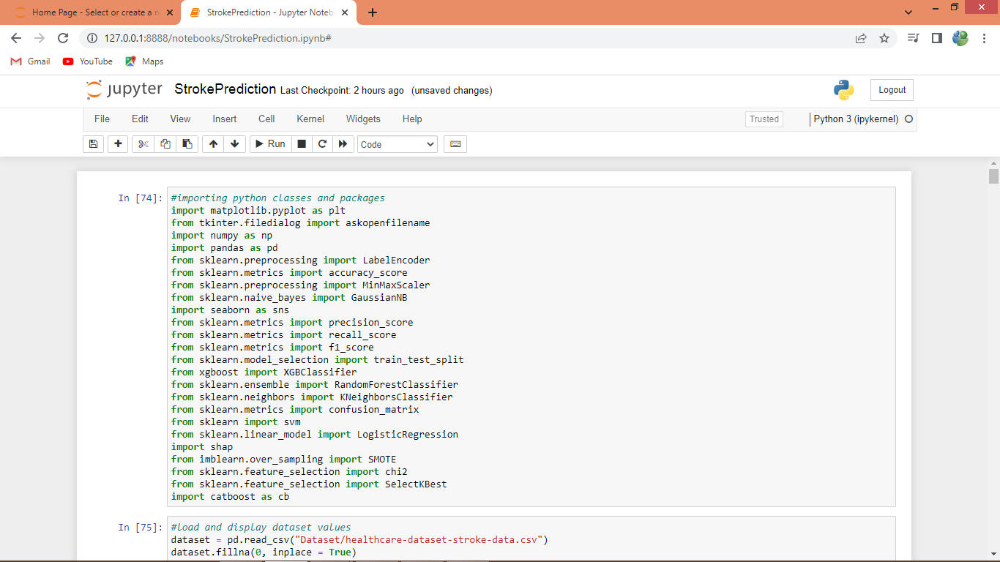 Home Page - Select or create a n
StrokePrediction - Jupyter Noteb
127.0.0.1:8888/notebooks/StrokePrediction.ipynb#
Gmail YouTube Maps
jupyter StrokePrediction Last Checkpoint: 2 hours ago (unsaved changes)
Logout
File Edit View Insert Cell Kernel Widgets Help
Trusted Python 3 (ipykernel)
Run Code
In [74]:
#importing python classes and packages
import matplotlib.pyplot as plt
from tkinter.filedialog import askopenfilename
import numpy as np
import pandas as pd
from sklearn.preprocessing import LabelEncoder
from sklearn.metrics import accuracy_score
from sklearn.preprocessing import MinMaxScaler
from sklearn.naive_bayes import GaussianNB
import seaborn as sns
from sklearn.metrics import precision_score
from sklearn.metrics import recall_score
from sklearn.metrics import f1_score
from sklearn.model_selection import train_test_split
from xgboost import XGBClassifier
from sklearn.ensemble import RandomForestClassifier
from sklearn.neighbors import KNeighborsClassifier
from sklearn.metrics import confusion_matrix
from sklearn import svm
from sklearn.linear_model import LogisticRegression
import shap
from imblearn.over_sampling import SMOTE
from sklearn.feature_selection import chi2
from sklearn.feature_selection import SelectKBest
import catboost as cb
In [75]:
#load and display dataset values
dataset = pd.read_csv("Dataset/healthcare-dataset-stroke-data.csv")
dataset.fillna(0, inplace = True)